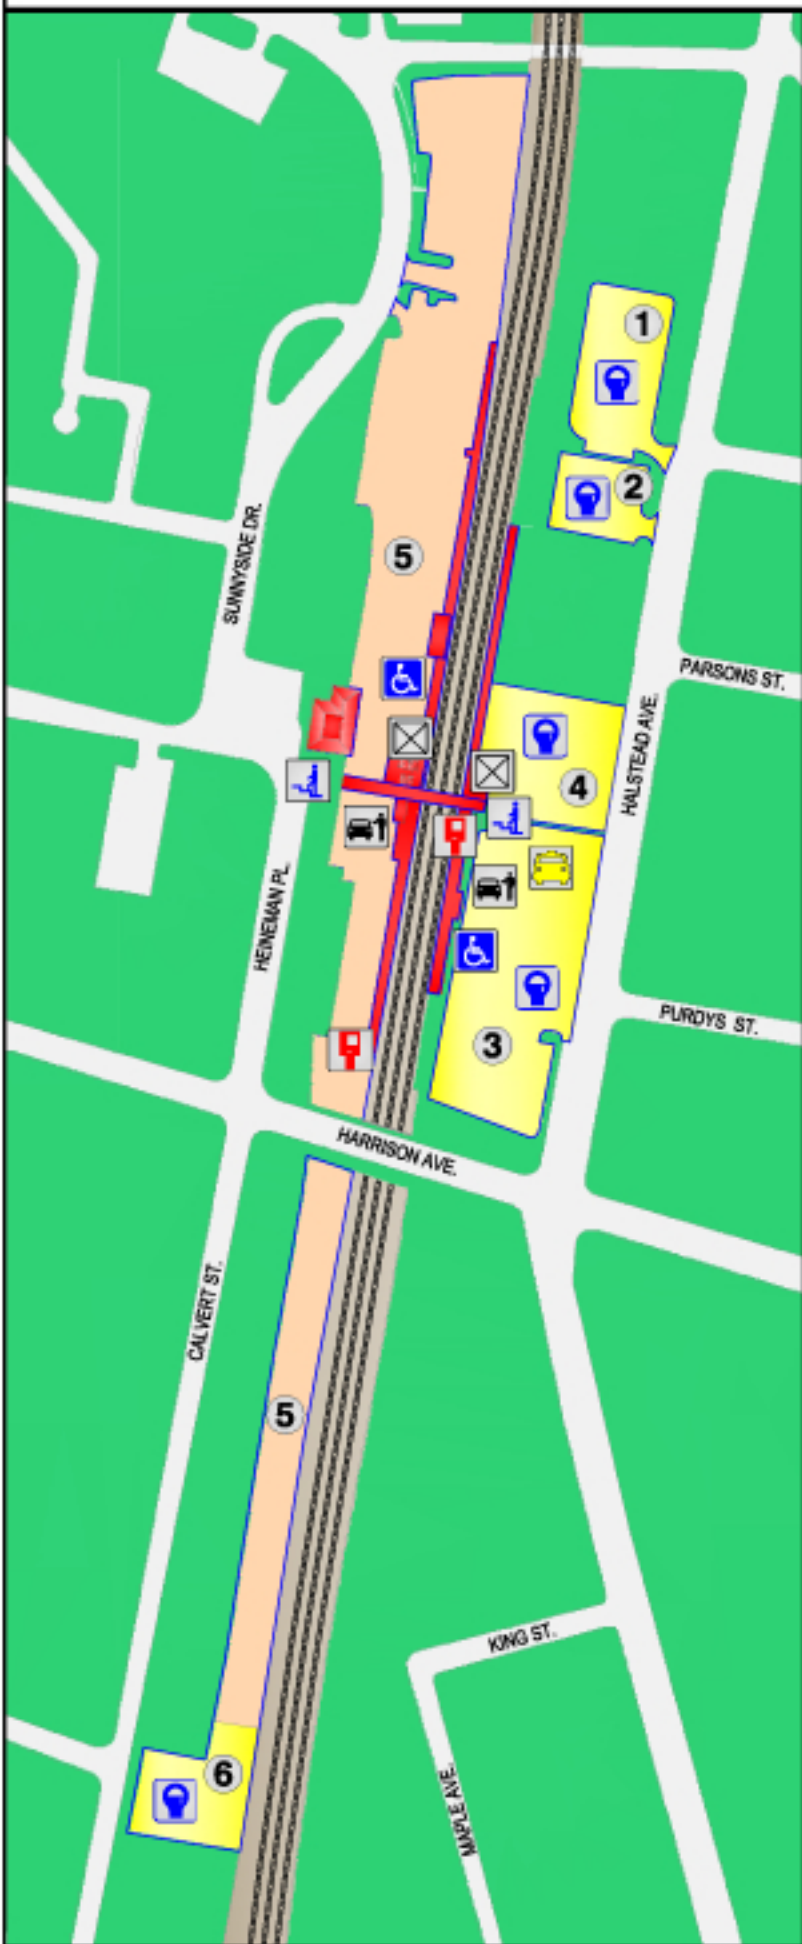 1
2
SUNNYSIDE DR.
5
PARSONS ST.
HALSTEAD AVE.
4
HEINEMAN PL.
PURDYS ST.
3
HARRISON AVE.
CALVERT ST.
5
KING ST.
6
MAPLE AVE.